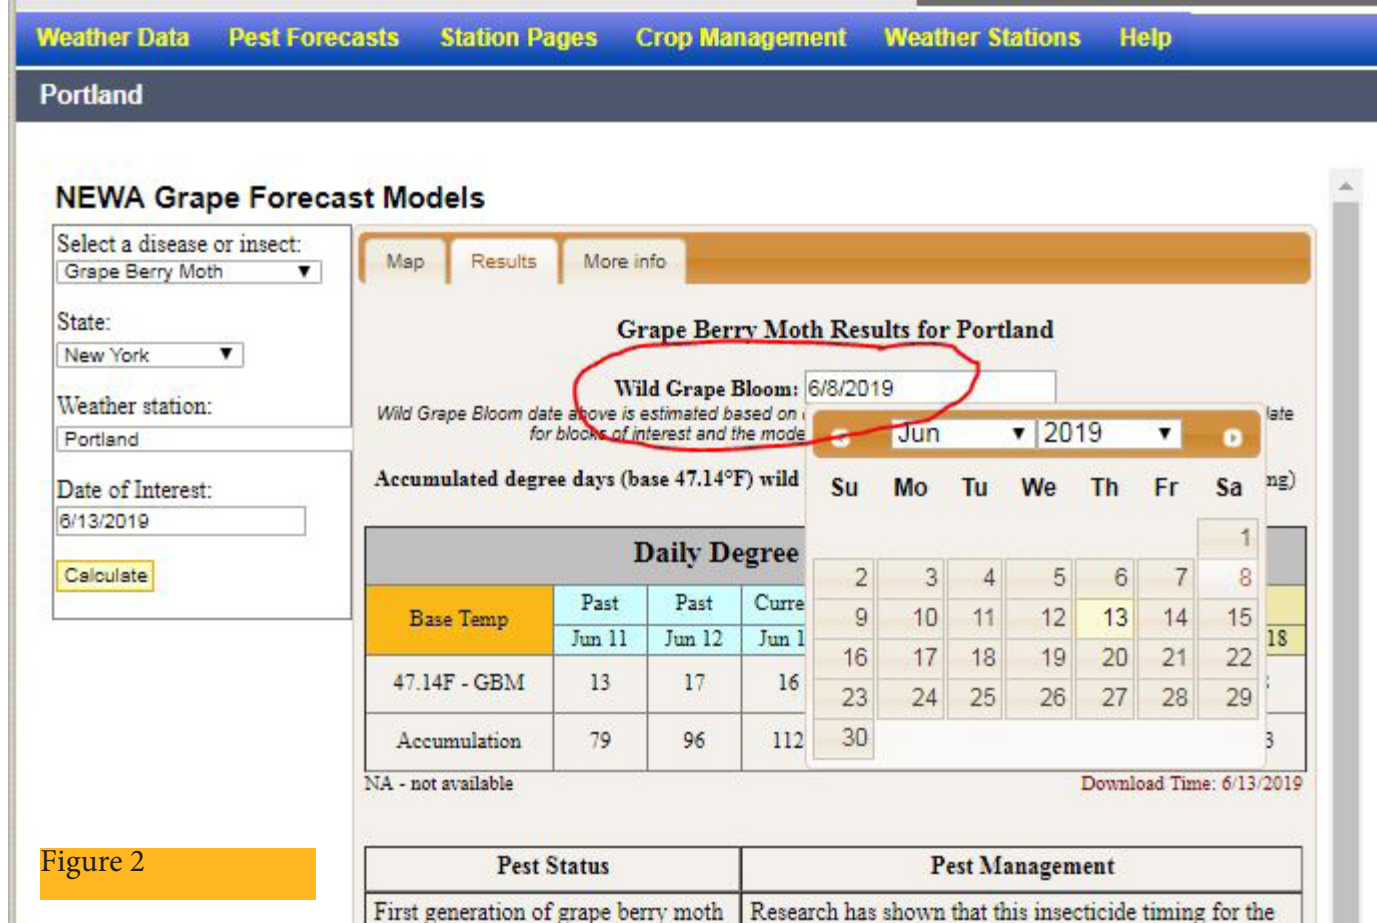 Weather Data Pest Forecasts Station Pages Crop Management Weather Stations Help
Portland
NEWA Grape Forecast Models
Select a disease or insect:
Grape Berry Moth
State:
New York
Weather station:
Portland
Date of Interest:
6/13/2019
Calculate
Map Results More info
Grape Berry Moth Results for Portland
Wild Grape Bloom: 6/8/2019
Wild Grape Bloom date above is estimated based on
for blocks of interest and the mode
Accumulated degree days (base 47.14°F) wild
Jun 2019
Su Mo Tu We Th Fr Sa
1
2 3 4 5 6 7 8
9 10 11 12 13 14 15
16 17 18 19 20 21 22
23 24 25 26 27 28 29
30
Daily Degree
Base Temp Past Past Curre
Jun 11 Jun 12 Jun 1 18
47.14F - GBM 13 17 16
Accumulation 79 96 112
NA - not available Download Time: 6/13/2019
Pest Status Pest Management
First generation of grape berry moth Research has shown that this insecticide timing for the
Figure 2